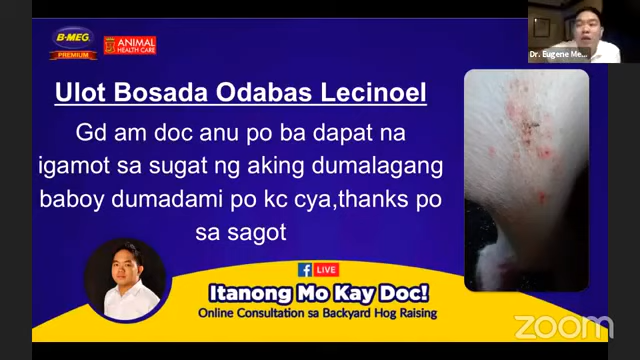 B-MEG
PREMIUM
ANIMAL
HEALTH CARE
Dr. Eugene Me...
Ulot Bosada Odabas Lecinoel
Gd am doc anu po ba dapat na
igamot sa sugat ng aking dumalagang
baboy dumadami po kc cya,thanks po
sa sagot
f LIVE
Itanong Mo Kay Doc!
Online Consultation sa Backyard Hog Raising
zoom